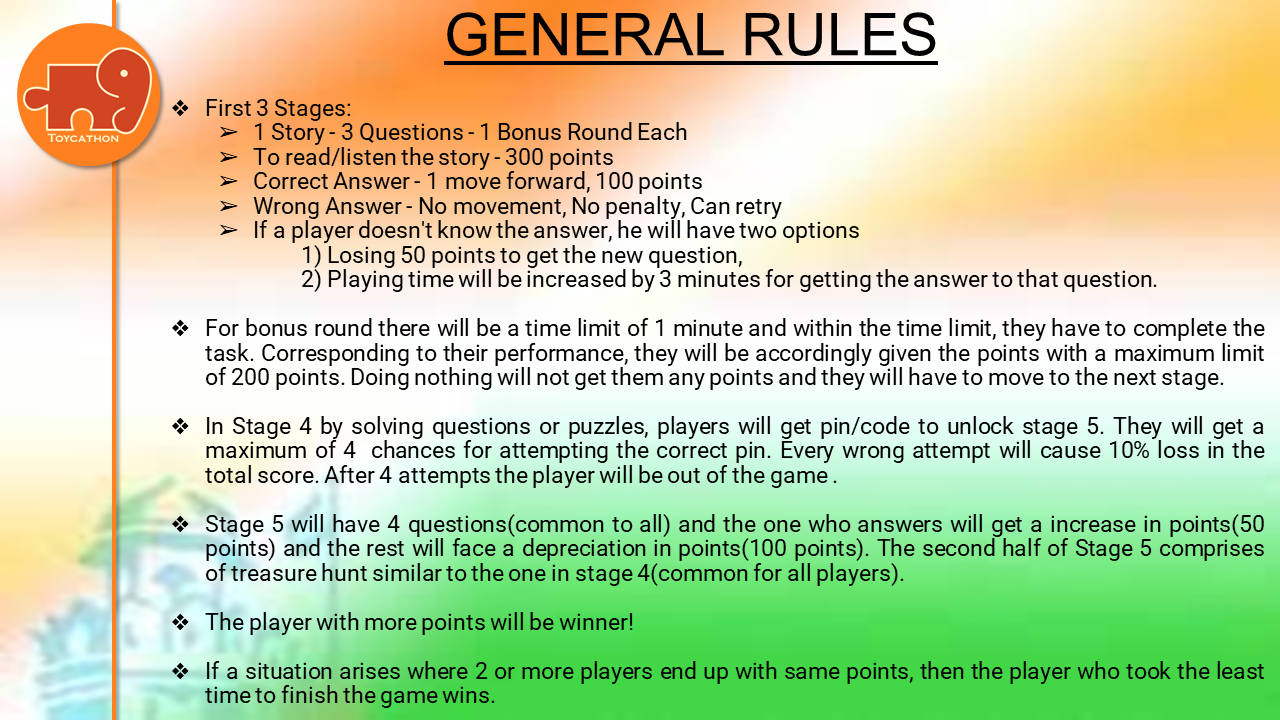 GENERAL RULES
TOYCATHON
❖ First 3 Stages:
➢ 1 Story - 3 Questions - 1 Bonus Round Each
➢ To read/listen the story - 300 points
➢ Correct Answer - 1 move forward, 100 points
➢ Wrong Answer - No movement, No penalty, Can retry
➢ If a player doesn't know the answer, he will have two options
1) Losing 50 points to get the new question,
2) Playing time will be increased by 3 minutes for getting the answer to that question.
❖ For bonus round there will be a time limit of 1 minute and within the time limit, they have to complete the
task. Corresponding to their performance, they will be accordingly given the points with a maximum limit
of 200 points. Doing nothing will not get them any points and they will have to move to the next stage.
❖ In Stage 4 by solving questions or puzzles, players will get pin/code to unlock stage 5. They will get a
maximum of 4 chances for attempting the correct pin. Every wrong attempt will cause 10% loss in the
total score. After 4 attempts the player will be out of the game .
❖ Stage 5 will have 4 questions(common to all) and the one who answers will get a increase in points(50
points) and the rest will face a depreciation in points(100 points). The second half of Stage 5 comprises
of treasure hunt similar to the one in stage 4(common for all players).
❖ The player with more points will be winner!
❖ If a situation arises where 2 or more players end up with same points, then the player who took the least
time to finish the game wins.